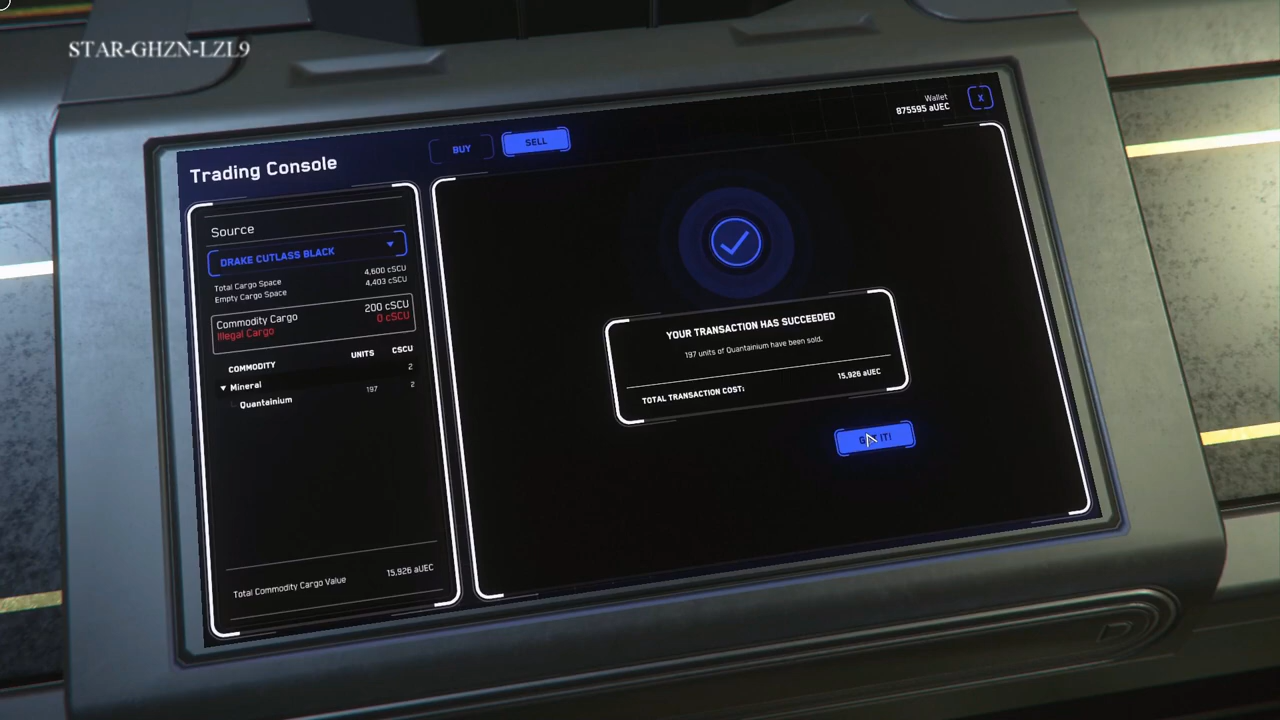 STAR-GHZN-LZL9
Wallet
875595 aUEC
X
Trading Console
BUY
SELL
Source
DRAKE CUTLASS BLACK
Total Cargo Space 4,600 cSCU
Empty Cargo Space 4,403 cSCU
Commodity Cargo 200 cSCU
Illegal Cargo 0 cSCU
COMMODITY UNITS CSCU
Mineral 2
Quantainium 197 2
Total Commodity Cargo Value 15,926 aUEC
YOUR TRANSACTION HAS SUCCEEDED
197 units of Quantainium have been sold.
TOTAL TRANSACTION COST: 15,926 aUEC
GOT IT!